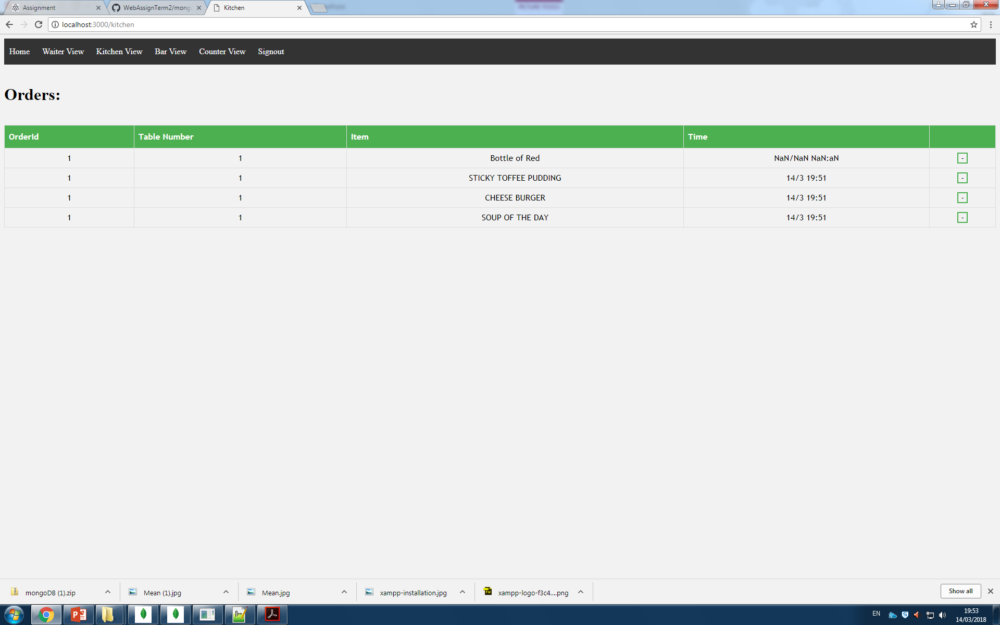 Assignment
WebAssignTerm2/mong
Kitchen
localhost:3000/kitchen
Home Waiter View Kitchen View Bar View Counter View Signout
Orders:
OrderId Table Number Item Time
1 1 Bottle of Red NaN/NaN NaN:aN -
1 1 STICKY TOFFEE PUDDING 14/3 19:51 -
1 1 CHEESE BURGER 14/3 19:51 -
1 1 SOUP OF THE DAY 14/3 19:51 -
mongoDB (1).zip Mean (1).jpg Mean.jpg xampp-installation.jpg xampp-logo-f3c4....png Show all
EN 19:53
14/03/2018